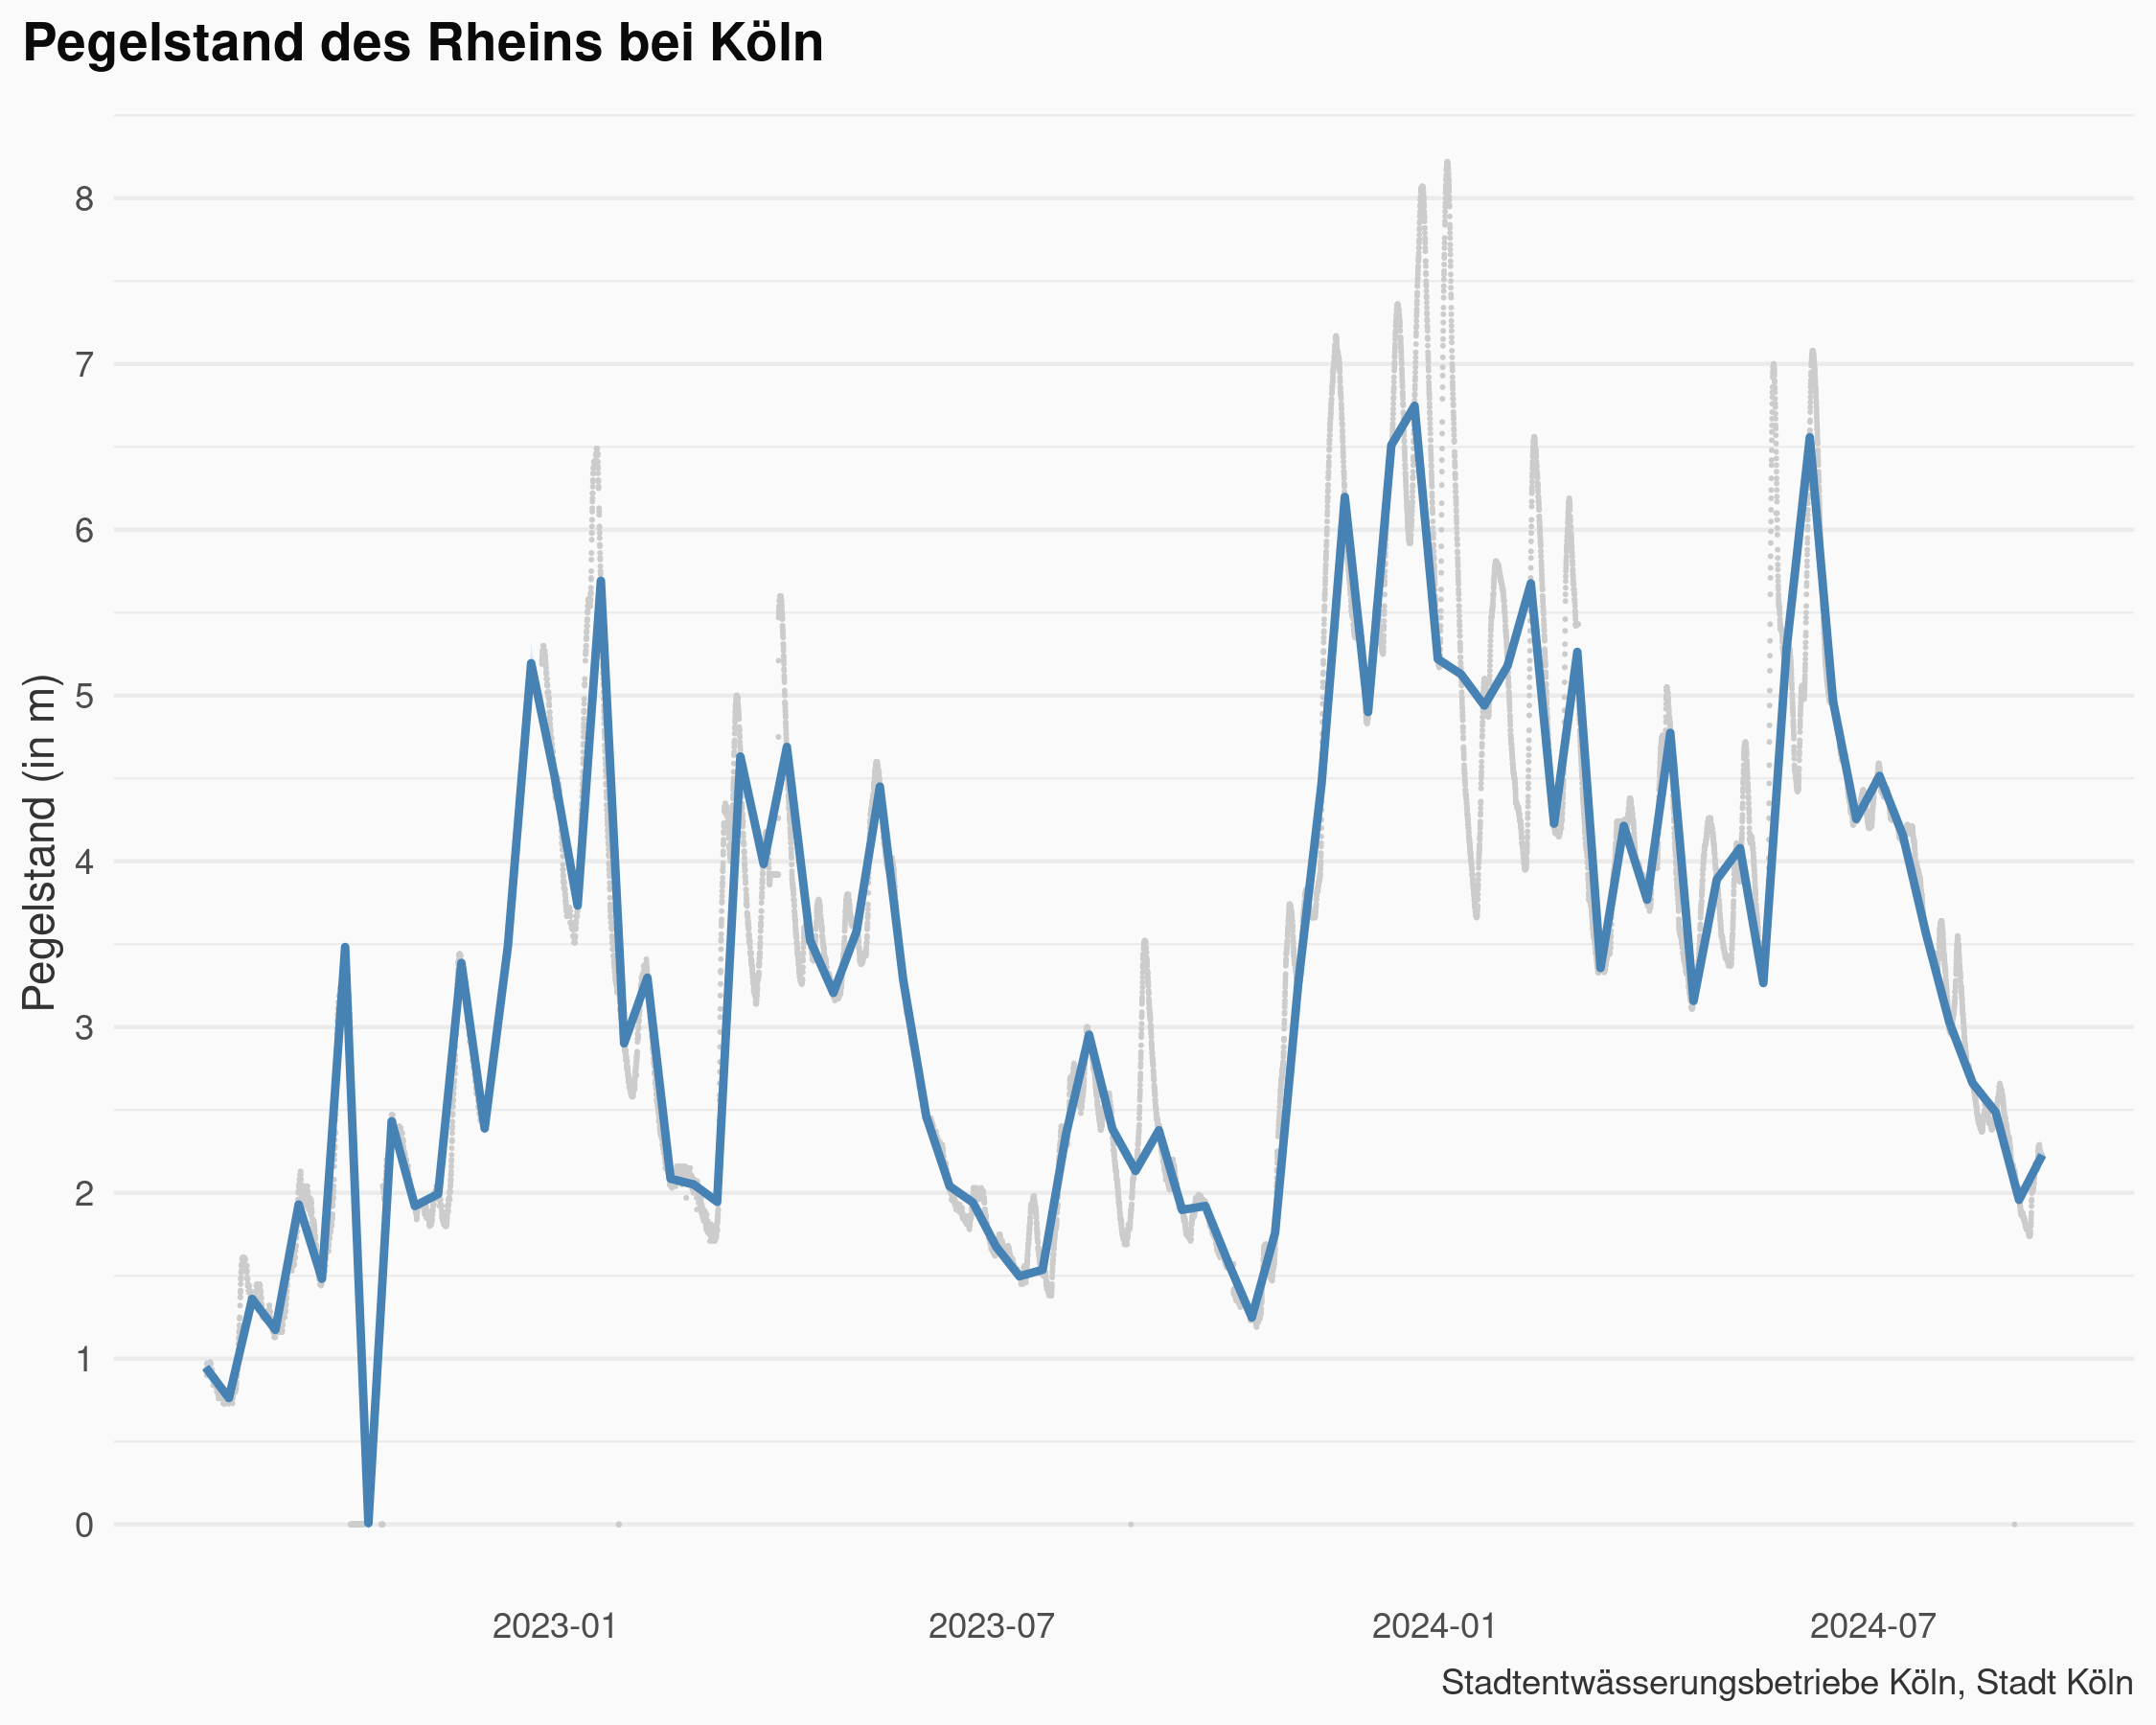 Pegelstand des Rheins bei Köln
Pegelstand (in m)
8
7
6
5
4
3
2
1
0
2023-01 2023-07 2024-01 2024-07
Stadtentwässerungsbetriebe Köln, Stadt Köln